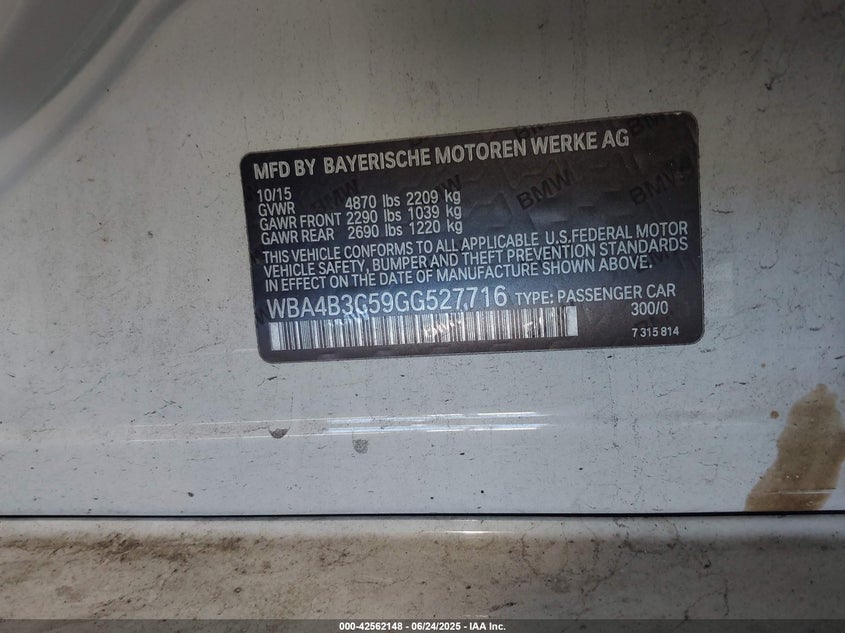 MFD BY BAYERISCHE MOTOREN WERKE AG
10/15
GVWR 4870 lbs 2209 kg
GAWR FRONT 2290 lbs 1039 kg
GAWR REAR 2690 lbs 1220 kg
THIS VEHICLE CONFORMS TO ALL APPLICABLE U.S.FEDERAL MOTOR
VEHICLE SAFETY, BUMPER AND THEFT PREVENTION STANDARDS
IN EFFECT ON THE DATE OF MANUFACTURE SHOWN ABOVE.
WBA4B3C59GG527716 TYPE: PASSENGER CAR
300/0
7 315 814
BMW
BMW
BMW
000-42562148 - 06/24/2025 - IAA Inc.